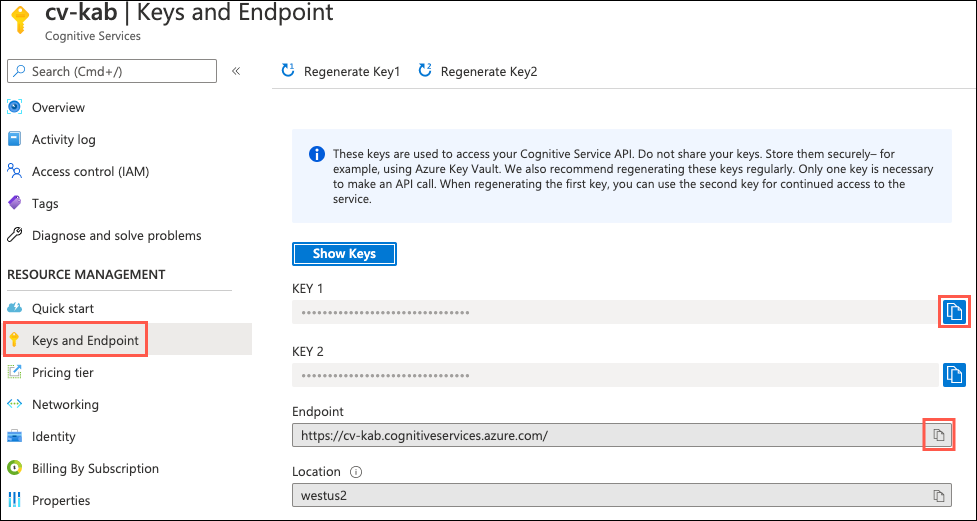 cv-kab | Keys and Endpoint
Cognitive Services
Search (Cmd+/)
«
Overview
Activity log
Access control (IAM)
Tags
Diagnose and solve problems
RESOURCE MANAGEMENT
Quick start
Keys and Endpoint
Pricing tier
Networking
Identity
Billing By Subscription
Properties
1 Regenerate Key1 2 Regenerate Key2
These keys are used to access your Cognitive Service API. Do not share your keys. Store them securely– for
example, using Azure Key Vault. We also recommend regenerating these keys regularly. Only one key is necessary
to make an API call. When regenerating the first key, you can use the second key for continued access to the
service.
Show Keys
KEY 1
••••••••••••••••••••••••••••••••
KEY 2
••••••••••••••••••••••••••••••••
Endpoint
https://cv-kab.cognitiveservices.azure.com/
Location
westus2